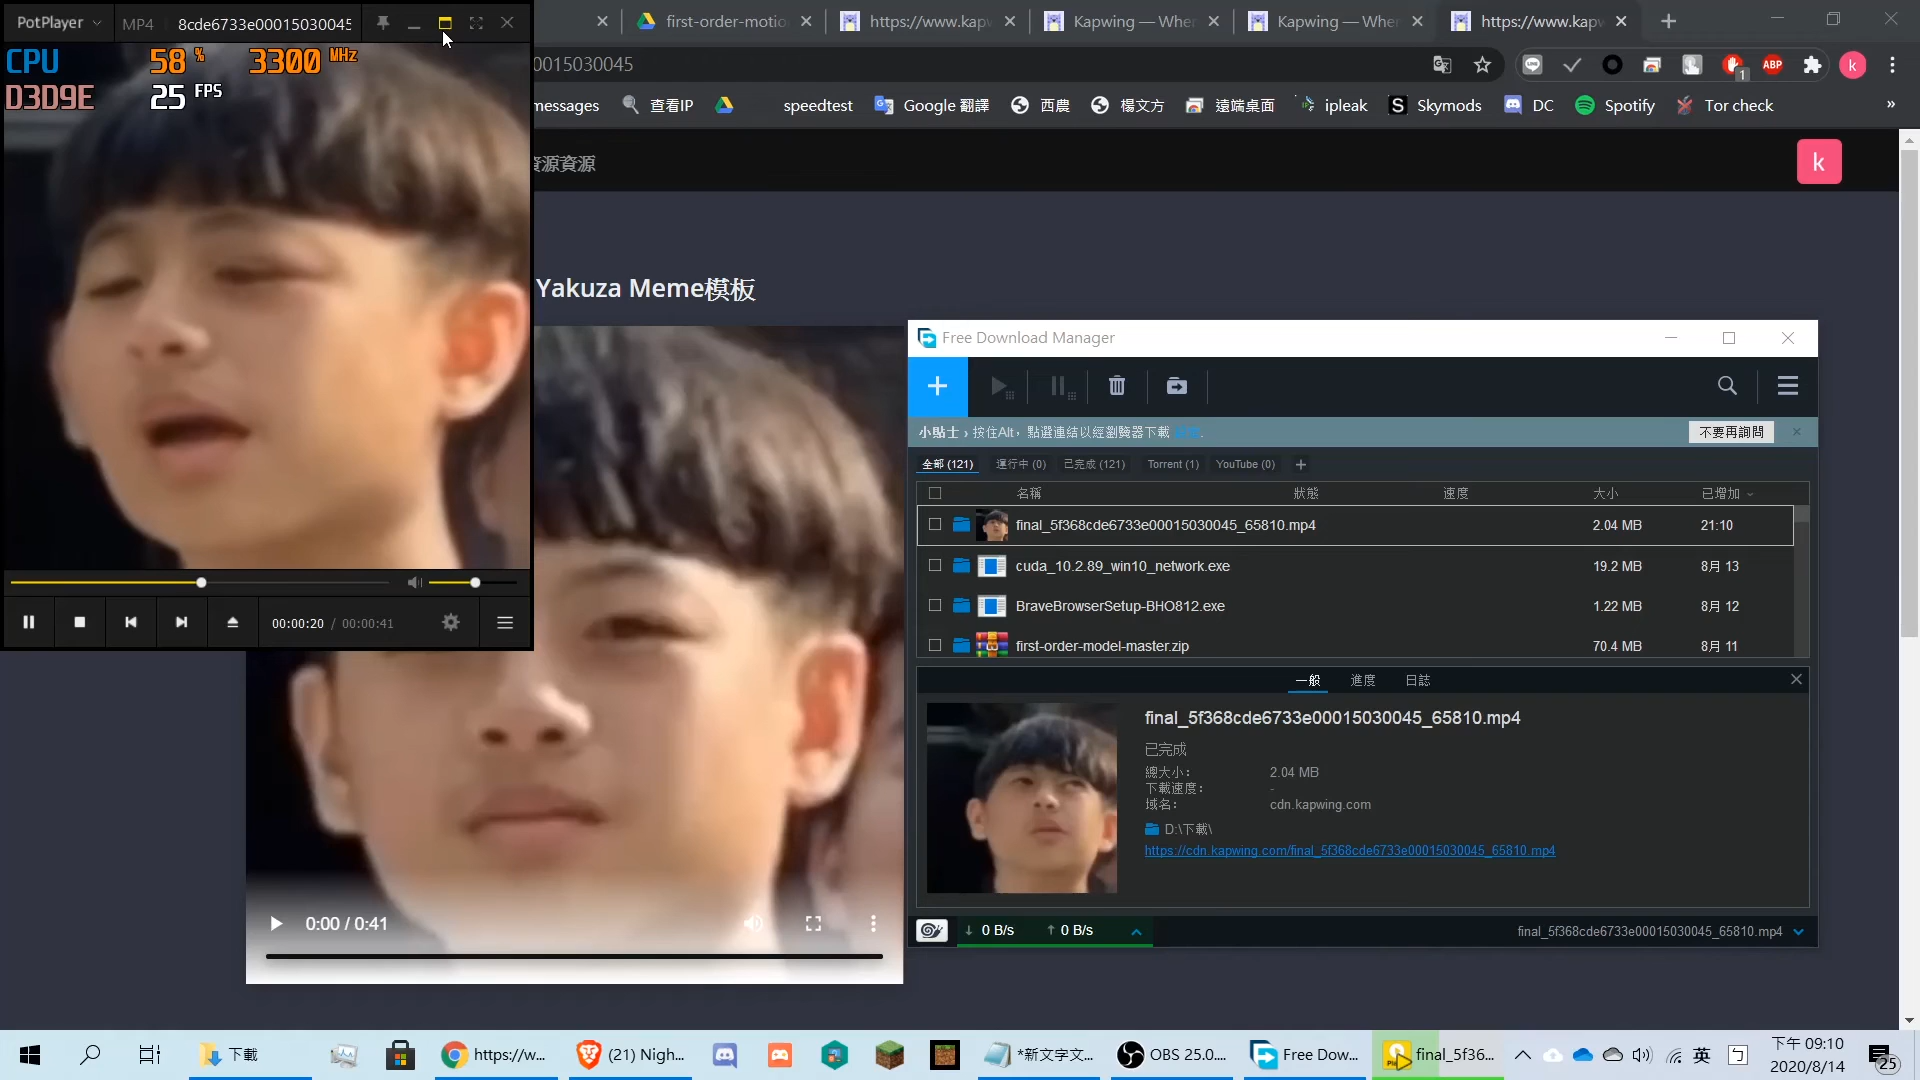 PotPlayer MP4 8cde6733e00015030045
CPU 58 % 3300 MHz
D3D9E 25 FPS
00:00:20 / 00:00:41
first-order-motio
https://www.kapw
Kapwing — Wher
Kapwing — Wher
https://www.kapw
0015030045
1 ABP k
messages 查看IP speedtest Google 翻譯 西農 楊文方 遠端桌面 ipleak Skymods DC Spotify Tor check »
資源資源
k
Yakuza Meme模板
0:00 / 0:41
Free Download Manager
小貼士 › 按住Alt，點選連結以經瀏覽器下載
不要再詢問
全部 (121) 運行中 (0) 已完成 (121) Torrent (1) YouTube (0) +
名稱 狀態 速度 大小 已增加
final_5f368cde6733e00015030045_65810.mp4 2.04 MB 21:10
cuda_10.2.89_win10_network.exe 19.2 MB 8月 13
BraveBrowserSetup-BHO812.exe 1.22 MB 8月 12
first-order-model-master.zip 70.4 MB 8月 11
一般 進度 日誌
final_5f368cde6733e00015030045_65810.mp4
已完成
總大小： 2.04 MB
下載速度： -
域名： cdn.kapwing.com
D:\下載\
https://cdn.kapwing.com/final_5f368cde6733e00015030045_65810.mp4
↓ 0 B/s ↑ 0 B/s
final_5f368cde6733e00015030045_65810.mp4
下載 https://w... (21) Nigh... *新文字文... OBS 25.0.... Free Dow... final_5f36... 英 下午 09:10
2020/8/14 25